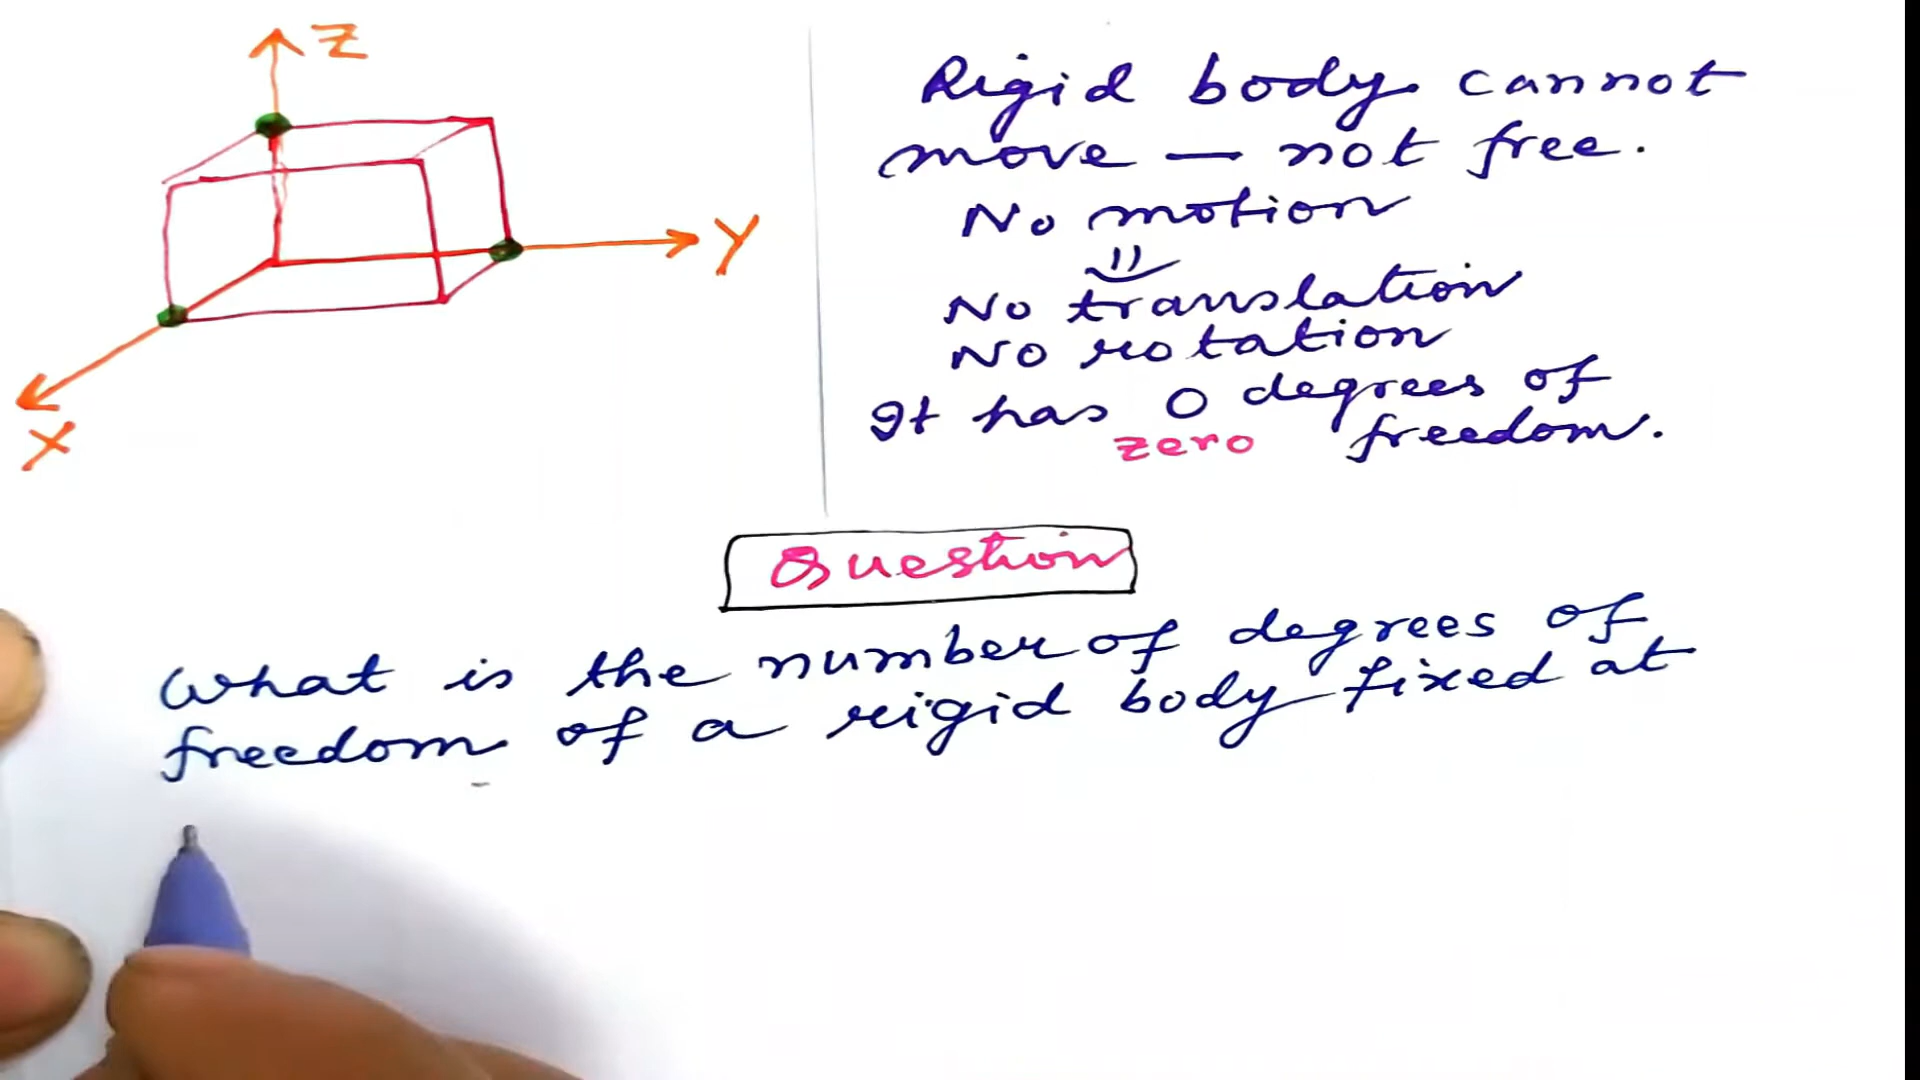 Z
Y
X
Rigid body cannot
move — not free.
No motion
No translation
No rotation
It has 0 degrees of
zero freedom.
Question
What is the number of degrees of
freedom of a rigid body fixed at